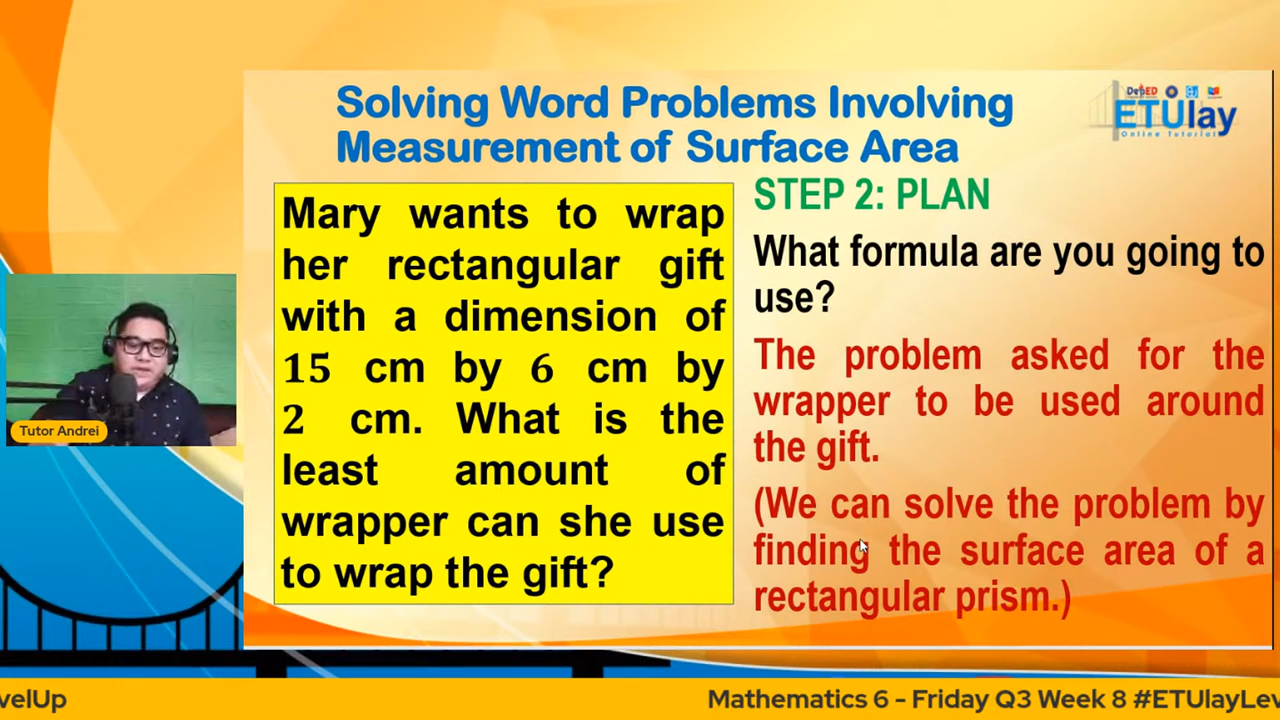 Solving Word Problems Involving
Measurement of Surface Area
DepED
ETUlay
Online Tutorial
Mary wants to wrap
her rectangular gift
with a dimension of
15 cm by 6 cm by
2 cm. What is the
least amount of
wrapper can she use
to wrap the gift?
STEP 2: PLAN
What formula are you going to
use?
The problem asked for the
wrapper to be used around
the gift.
(We can solve the problem by
finding the surface area of a
rectangular prism.)
Tutor Andrei
velUp
Mathematics 6 - Friday Q3 Week 8 #ETUlayLev